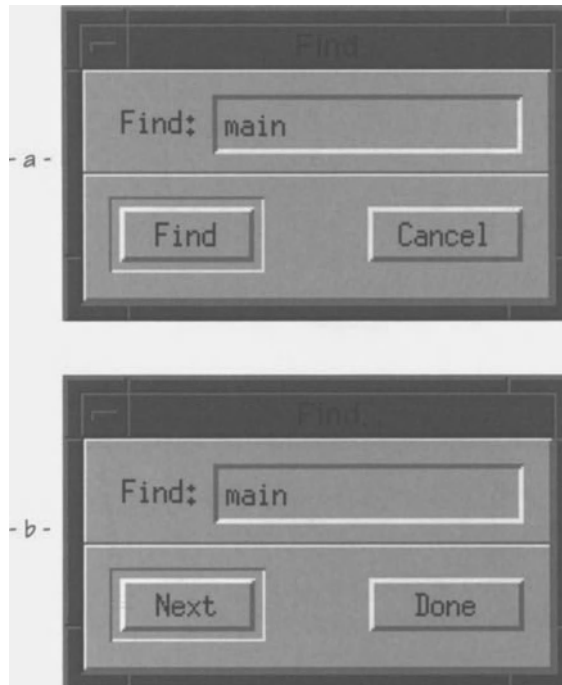 Find
Find: main
- a -
Find Cancel
Find
Find: main
- b -
Next Done